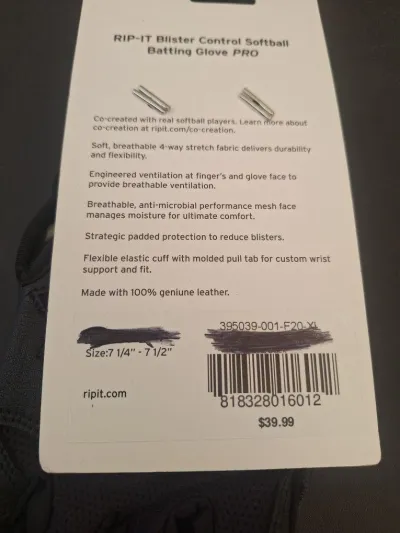 RIP-IT Blister Control Softball
Batting Glove PRO
Co-created with real softball players. Learn more about
co-creation at ripit.com/co-creation.
Soft, breathable 4-way stretch fabric delivers durability
and flexibility.
Engineered ventilation at finger's and glove face to
provide breathable ventilation.
Breathable, anti-microbial performance mesh face
manages moisture for ultimate comfort.
Strategic padded protection to reduce blisters.
Flexible elastic cuff with molded pull tab for custom wrist
support and fit.
Made with 100% geniune leather.
395039-001-F20-XL
Size:7 1/4" - 7 1/2"
ripit.com
818328016012
$39.99